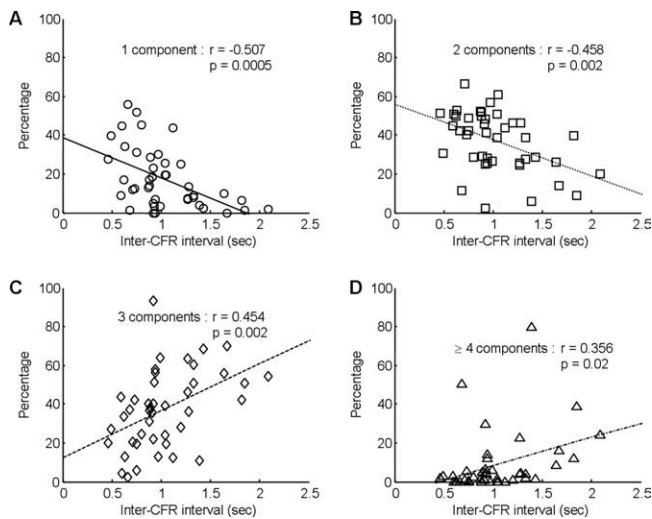 A
100
80
60
40
20
0
Percentage
1 component : r = -0.507
p = 0.0005
0 0.5 1 1.5 2 2.5
Inter-CFR interval (sec)
B
100
80
60
40
20
0
Percentage
2 components : r = -0.458
p = 0.002
0 0.5 1 1.5 2 2.5
Inter-CFR interval (sec)
C
100
80
60
40
20
0
Percentage
3 components : r = 0.454
p = 0.002
0 0.5 1 1.5 2 2.5
Inter-CFR interval (sec)
D
100
80
60
40
20
0
Percentage
≥ 4 components : r = 0.356
p = 0.02
0 0.5 1 1.5 2 2.5
Inter-CFR interval (sec)